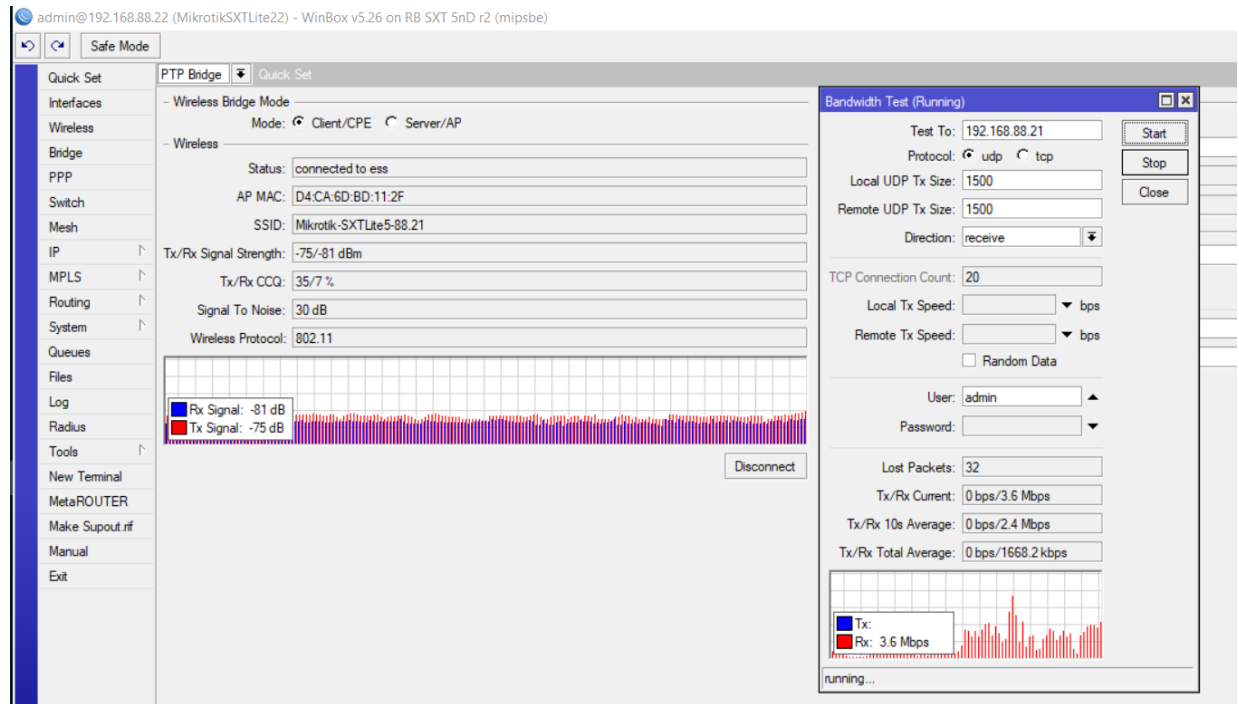 admin@192.168.88.22 (MikrotikSXTLite22) - WinBox v5.26 on RB SXT 5nD r2 (mipsbe)
Safe Mode
Quick Set
Interfaces
Wireless
Bridge
PPP
Switch
Mesh
IP
MPLS
Routing
System
Queues
Files
Log
Radius
Tools
New Terminal
MetaROUTER
Make Supout.rif
Manual
Exit
PTP Bridge Quick Set
Wireless Bridge Mode
Mode: Client/CPE Server/AP
Wireless
Status: connected to ess
AP MAC: D4:CA:6D:BD:11:2F
SSID: Mikrotik-SXTLite5-88.21
Tx/Rx Signal Strength: -75/-81 dBm
Tx/Rx CCQ: 35/7 %
Signal To Noise: 30 dB
Wireless Protocol: 802.11
Rx Signal: -81 dB
Tx Signal: -75 dB
Disconnect
Bandwidth Test (Running)
Test To: 192.168.88.21
Protocol: udp tcp
Local UDP Tx Size: 1500
Remote UDP Tx Size: 1500
Direction: receive
TCP Connection Count: 20
Local Tx Speed: bps
Remote Tx Speed: bps
Random Data
User: admin
Password:
Lost Packets: 32
Tx/Rx Current: 0 bps/3.6 Mbps
Tx/Rx 10s Average: 0 bps/2.4 Mbps
Tx/Rx Total Average: 0 bps/1668.2 kbps
Tx:
Rx: 3.6 Mbps
running...
Start
Stop
Close